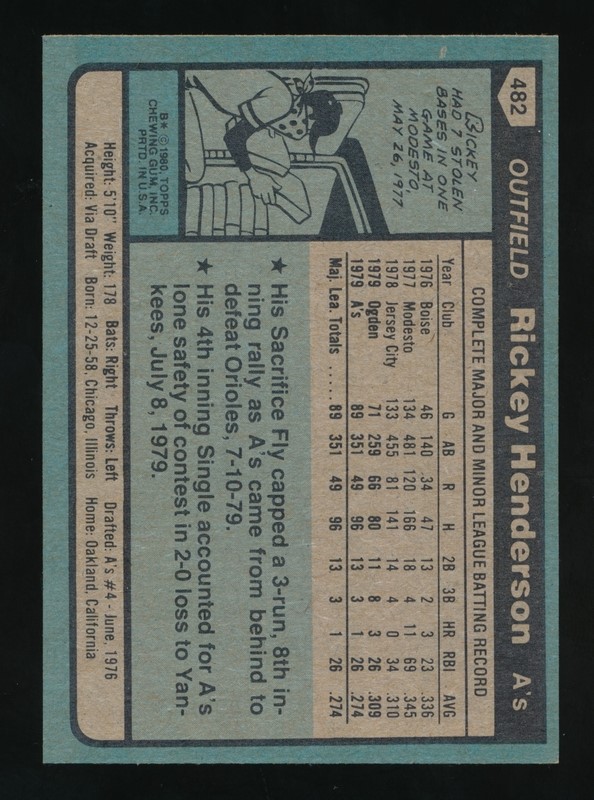 482
OUTFIELD Rickey Henderson A's
COMPLETE MAJOR AND MINOR LEAGUE BATTING RECORD
Year Club G AB R H 2B 3B HR RBI AVG
1976 Boise 46 140 34 47 13 2 3 23 .336
1977 Modesto 134 481 120 166 18 4 11 69 .345
1978 Jersey City 133 455 81 141 14 4 0 34 .310
1979 Ogden 71 259 66 80 11 8 3 26 .309
1979 A's 89 351 49 96 13 3 1 26 .274
Maj. Lea. Totals ..... 89 351 49 96 13 3 1 26 .274
RICKEY
HAD 7 STOLEN
BASES IN ONE
GAME AT
MODESTO,
MAY 26, 1977
B* ©1980, TOPPS
CHEWING GUM, INC.
PRTD. IN U.S.A.
★ His Sacrifice Fly capped a 3-run, 8th in-
ning rally as A's came from behind to
defeat Orioles, 7-10-79.
★ His 4th inning Single accounted for A's
lone safety of contest in 2-0 loss to Yan-
kees, July 8, 1979.
Height: 5'10" Weight: 178 Bats: Right Throws: Left Drafted: A's #4 - June, 1976
Acquired: Via Draft Born: 12-25-58, Chicago, Illinois Home: Oakland, California